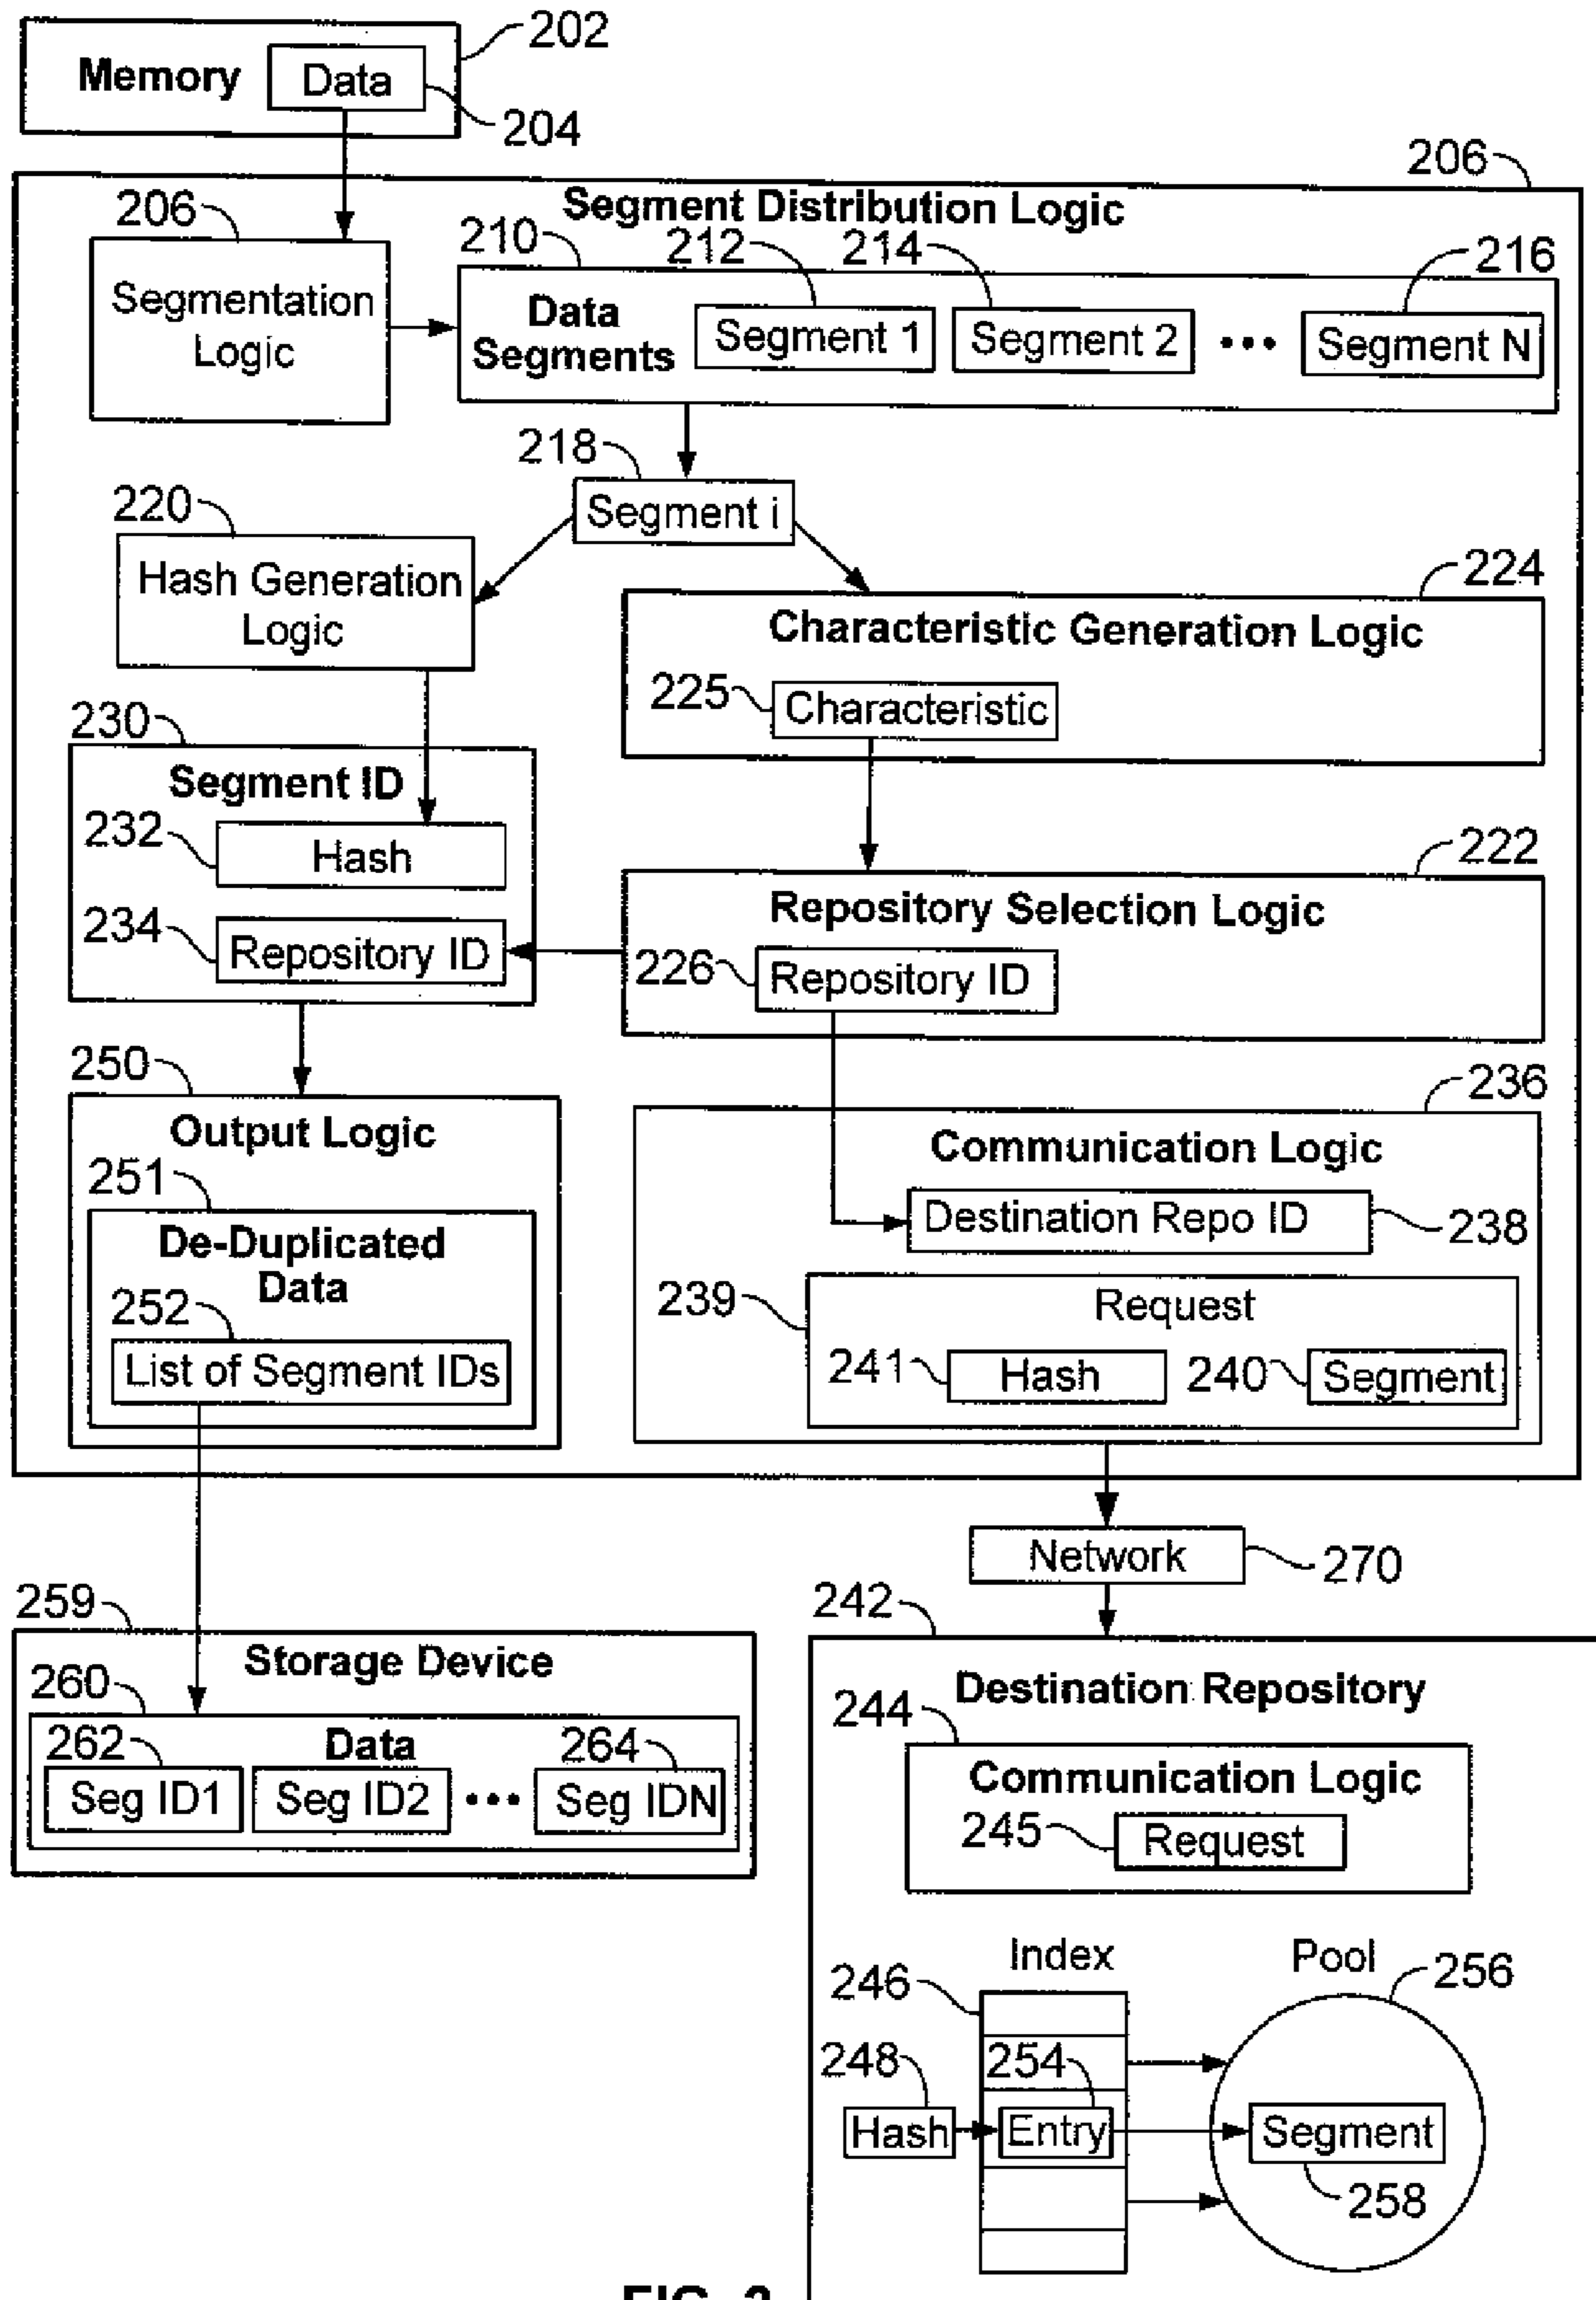 202
Memory
Data
204
206
Segment Distribution Logic
206
Segmentation
Logic
210
212
214
216
Data
Segments
Segment 1
Segment 2
•••
Segment N
218
Segment i
220
Hash Generation
Logic
224
Characteristic Generation Logic
225
Characteristic
230
Segment ID
232
Hash
234
Repository ID
222
Repository Selection Logic
226
Repository ID
250
Output Logic
251
De-Duplicated
Data
252
List of Segment IDs
236
Communication Logic
Destination Repo ID
238
239
Request
241
Hash
240
Segment
Network
270
259
Storage Device
260
Data
262
Seg ID1
Seg ID2
•••
264
Seg IDN
242
Destination Repository
244
Communication Logic
245
Request
Index
Pool
246
256
248
254
Hash
Entry
Segment
258